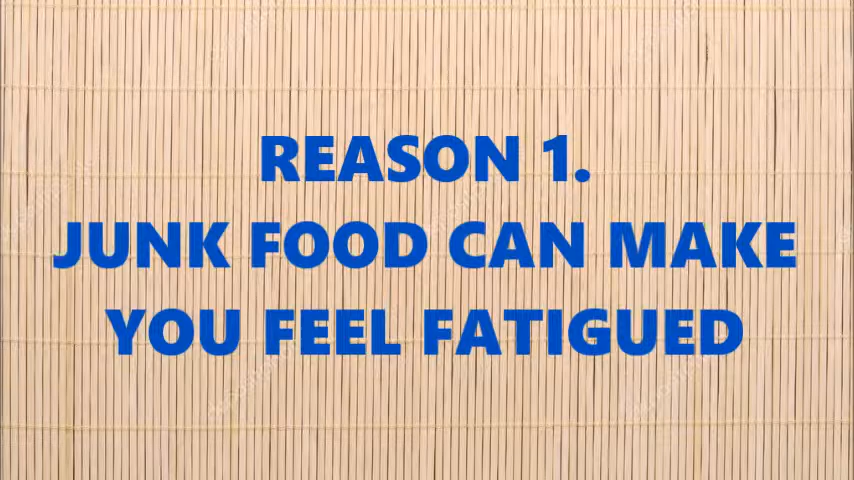 REASON 1.
JUNK FOOD CAN MAKE
YOU FEEL FATIGUED